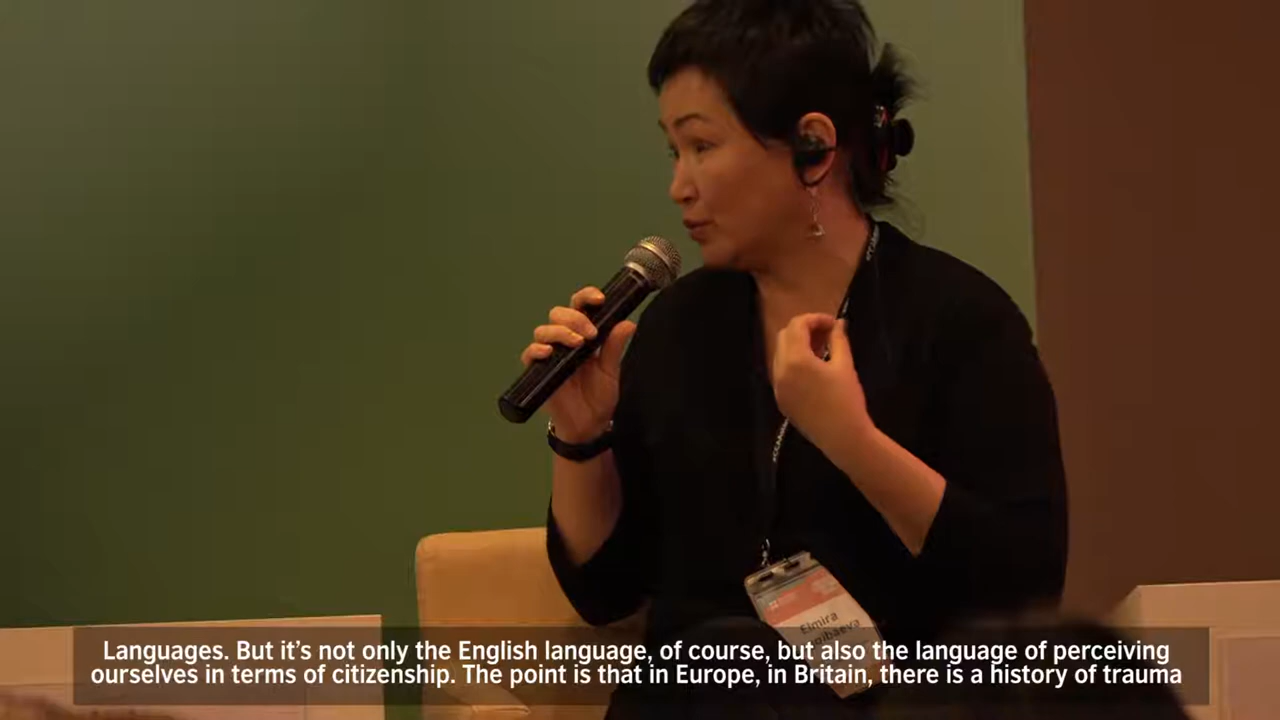 Elmira
Languages. But it's not only the English language, of course, but also the language of perceiving
ourselves in terms of citizenship. The point is that in Europe, in Britain, there is a history of trauma